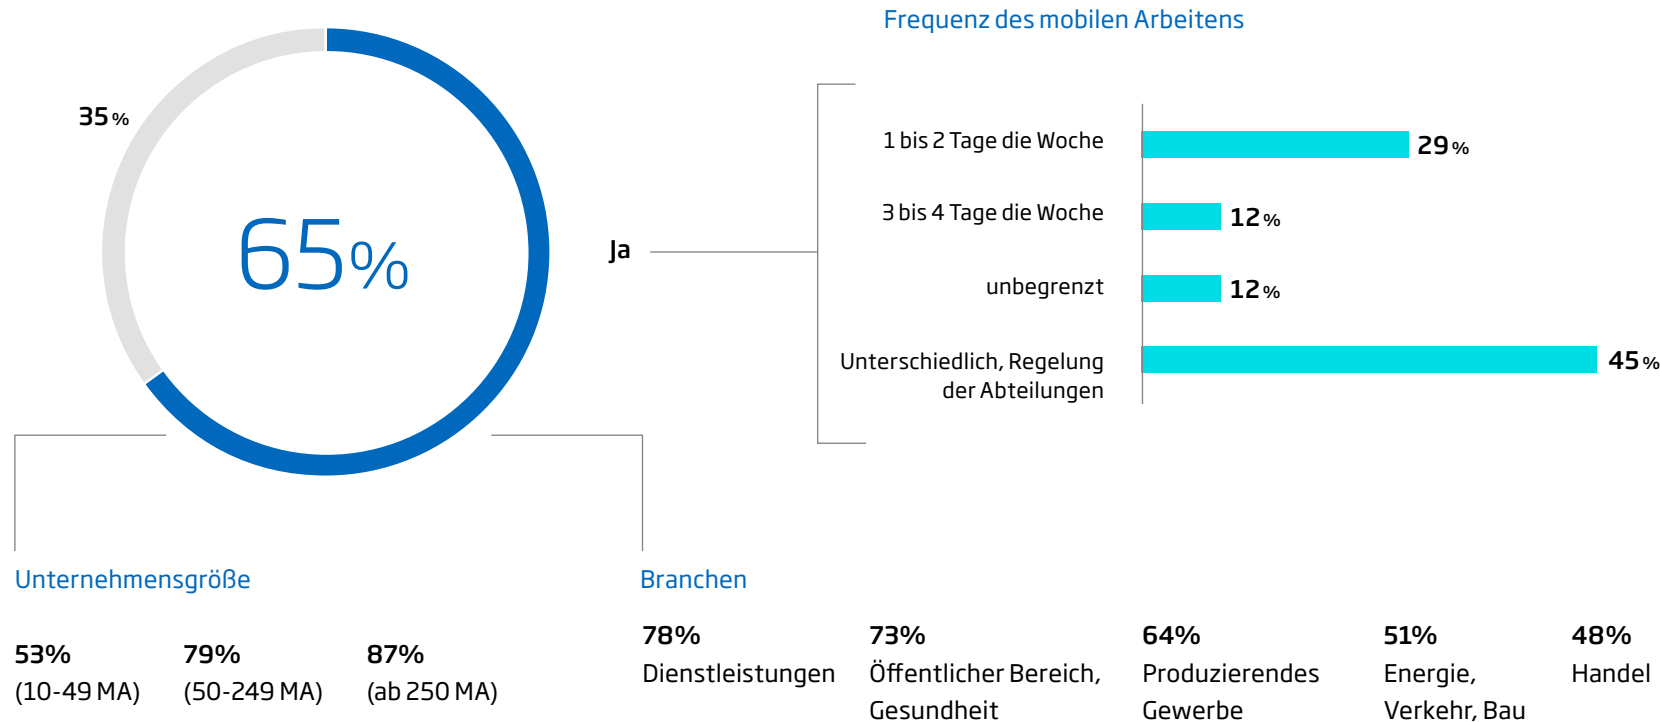 35 %
65%
Ja
Frequenz des mobilen Arbeitens
1 bis 2 Tage die Woche
29 %
3 bis 4 Tage die Woche
12 %
unbegrenzt
12 %
Unterschiedlich, Regelung
der Abteilungen
45 %
Unternehmensgröße
53%
(10-49 MA)
79%
(50-249 MA)
87%
(ab 250 MA)
Branchen
78%
Dienstleistungen
73%
Öffentlicher Bereich,
Gesundheit
64%
Produzierendes
Gewerbe
51%
Energie,
Verkehr, Bau
48%
Handel